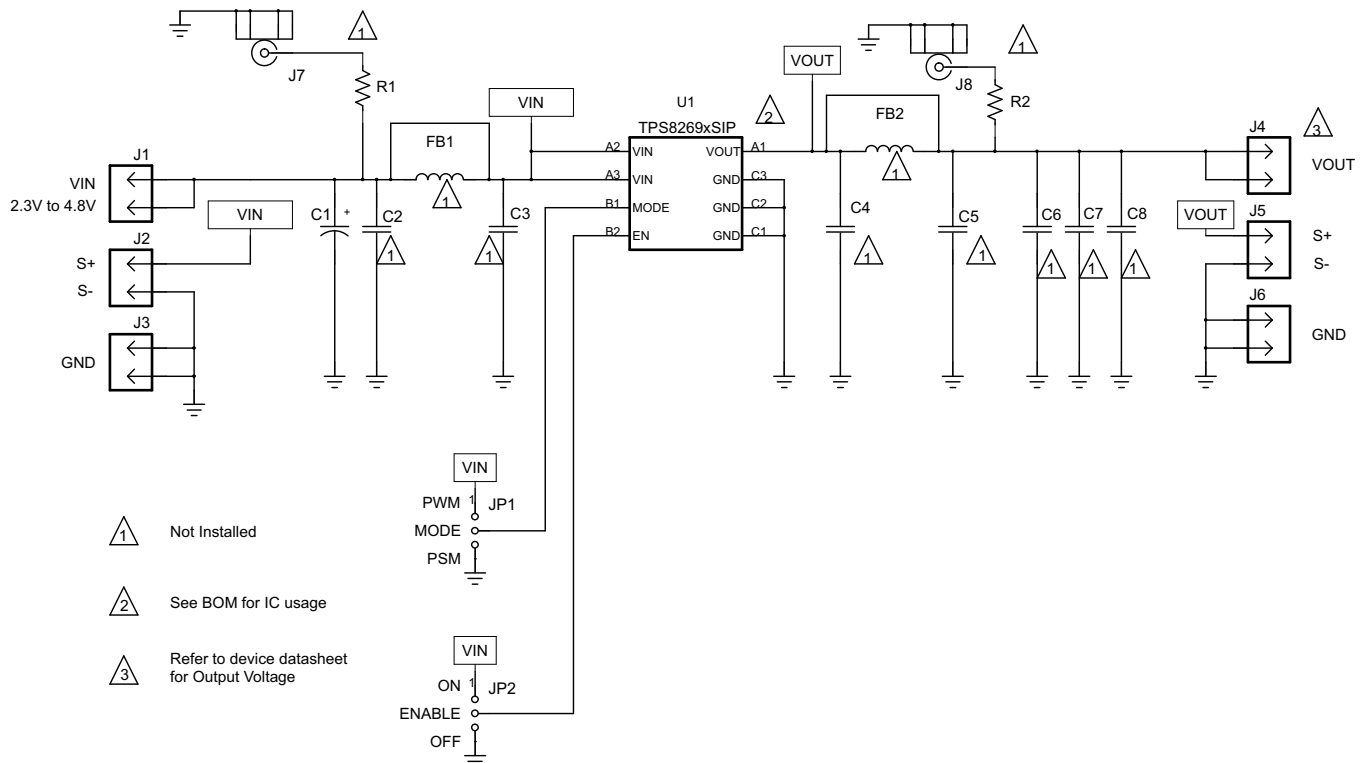 1
J7
R1
VIN
FB1
1
J1
VIN
2.3V to 4.8V
VIN
J2
S+
S-
J3
GND
C1
+
C2
1
C3
1
U1
TPS8269xSIP
2
A2
VIN
A3
VIN
B1
MODE
B2
EN
VOUT
A1
GND
C3
GND
C2
GND
C1
VOUT
FB2
1
J8
1
R2
C4
1
C5
1
C6
1
C7
1
C8
1
J4
3
VOUT
VOUT
J5
S+
S-
J6
GND
VIN
PWM
1
JP1
MODE
PSM
VIN
ON
1
JP2
ENABLE
OFF
1
Not Installed
2
See BOM for IC usage
3
Refer to device datasheet
for Output Voltage